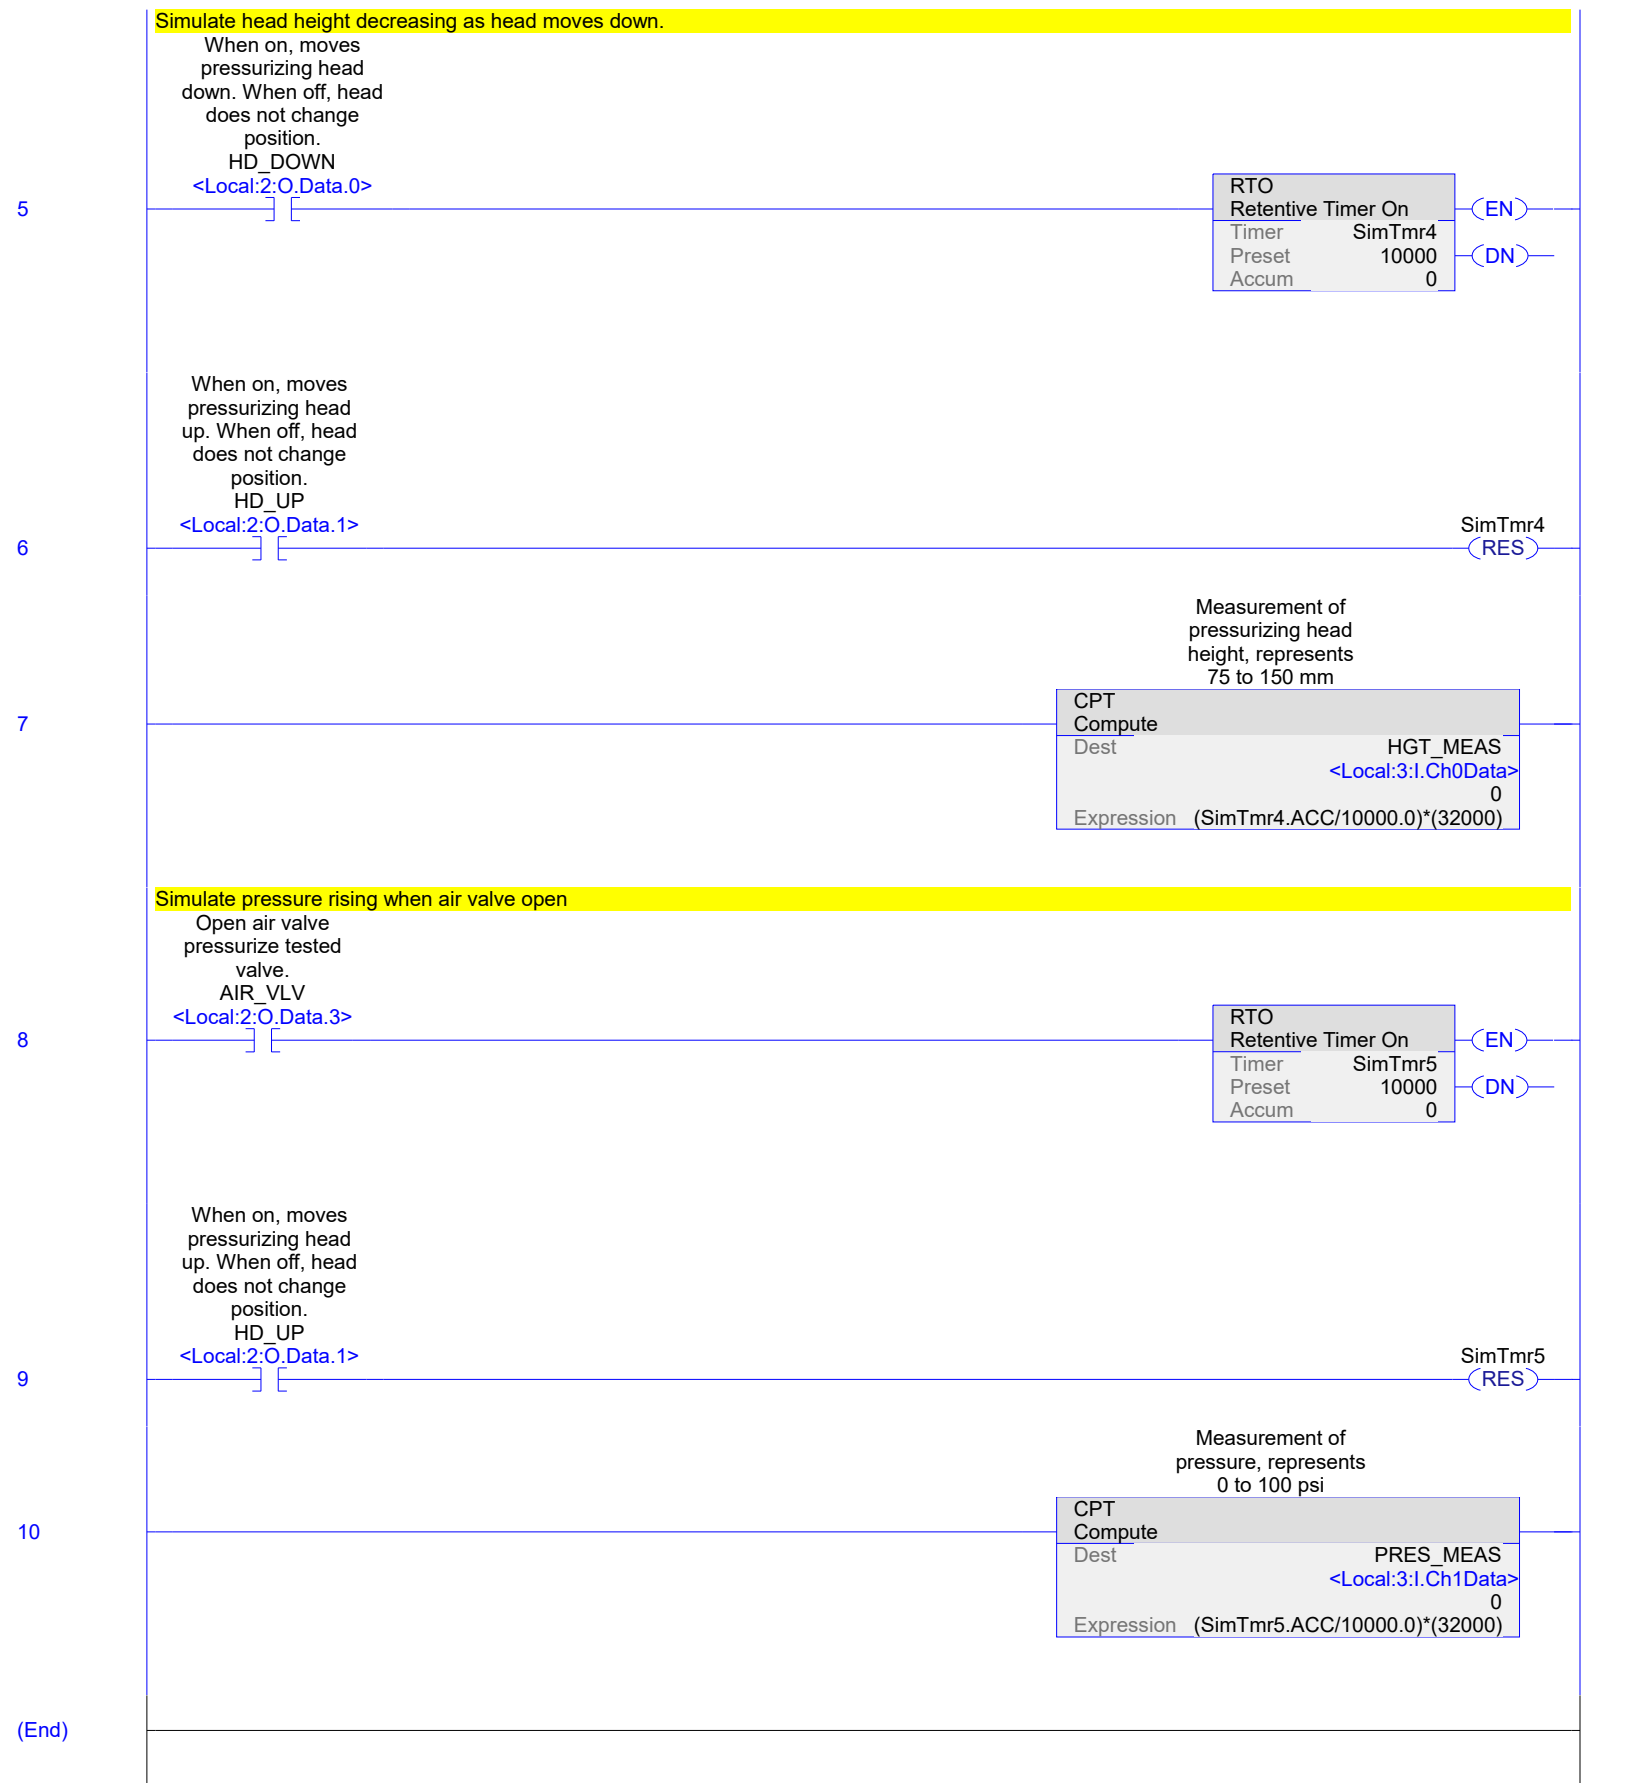 Simulate head height decreasing as head moves down.
When on, moves
pressurizing head
down. When off, head
does not change
position.
HD_DOWN
<Local:2:O.Data.0>
5
RTO
Retentive Timer On
Timer SimTmr4
Preset 10000
Accum 0
EN
DN
When on, moves
pressurizing head
up. When off, head
does not change
position.
HD_UP
<Local:2:O.Data.1>
6
SimTmr4
RES
Measurement of
pressurizing head
height, represents
75 to 150 mm
7
CPT
Compute
Dest HGT_MEAS
<Local:3:I.Ch0Data>
0
Expression (SimTmr4.ACC/10000.0)*(32000)
Simulate pressure rising when air valve open
Open air valve
pressurize tested
valve.
AIR_VLV
<Local:2:O.Data.3>
8
RTO
Retentive Timer On
Timer SimTmr5
Preset 10000
Accum 0
EN
DN
When on, moves
pressurizing head
up. When off, head
does not change
position.
HD_UP
<Local:2:O.Data.1>
9
SimTmr5
RES
Measurement of
pressure, represents
0 to 100 psi
10
CPT
Compute
Dest PRES_MEAS
<Local:3:I.Ch1Data>
0
Expression (SimTmr5.ACC/10000.0)*(32000)
(End)